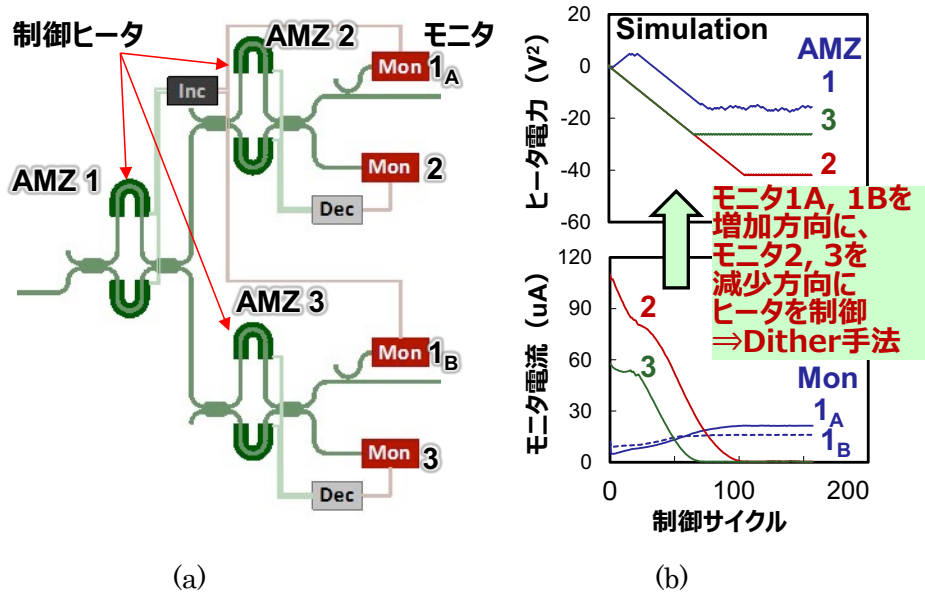 制御ヒータ
AMZ 2
モニタ
Mon
1A
Inc
Mon
2
AMZ 1
Dec
AMZ 3
Mon
1B
Mon
3
Dec
(a)
Simulation
AMZ
1
3
2
ヒータ電力 (V²)
20
0
-20
-40
-60
モニタ1A, 1Bを
増加方向に、
モニタ2, 3を
減少方向に
ヒータを制御
⇒Dither手法
2
3
Mon
1A
1B
モニタ電流 (uA)
120
90
60
30
0
0
100
200
制御サイクル
(b)